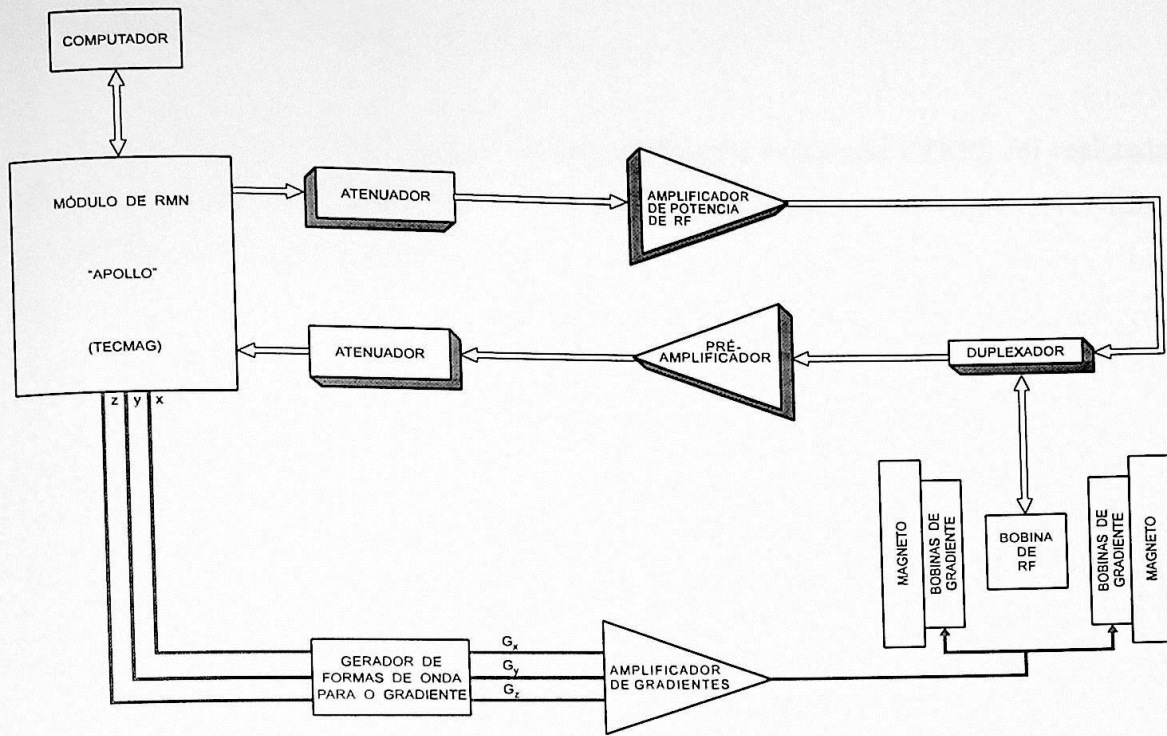 COMPUTADOR
MÓDULO DE RMN
"APOLLO"
(TECMAG)
ATENUADOR
AMPLIFICADOR
DE POTENCIA
DE RF
ATENUADOR
PRÉ-
AMPLIFICADOR
DUPLEXADOR
z y x
MAGNETO
BOBINAS DE
GRADIENTE
BOBINA
DE
RF
BOBINAS DE
GRADIENTE
MAGNETO
GERADOR DE
FORMAS DE ONDA
PARA O GRADIENTE
Gx
Gy
Gz
AMPLIFICADOR
DE GRADIENTES